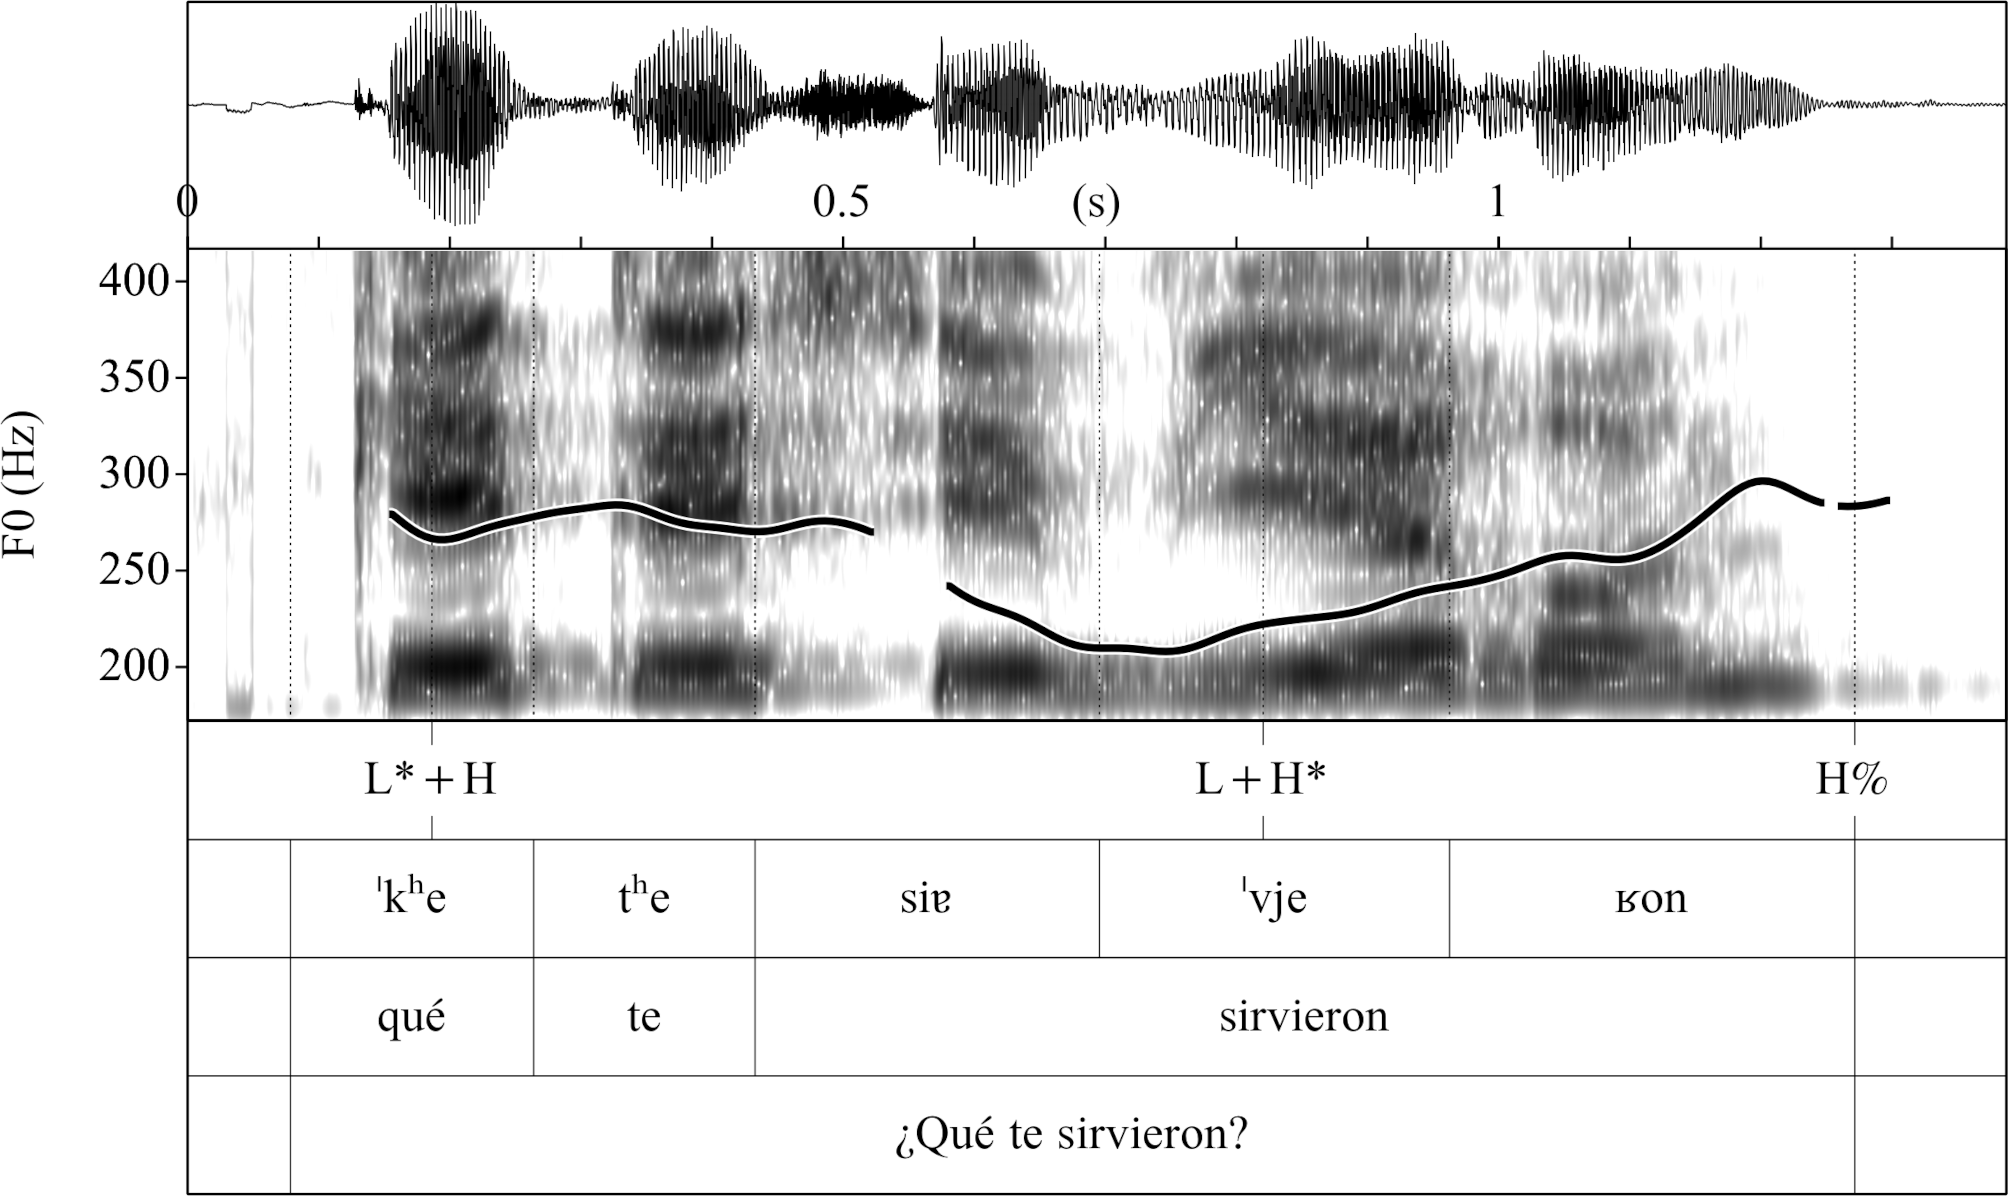 0 0.5 (s) 1
400
350
300
250
200
F0 (Hz)
L*+H L+H* H%
ˈkʰe tʰe siɐ ˈvje ʁon
qué te sirvieron
¿Qué te sirvieron?